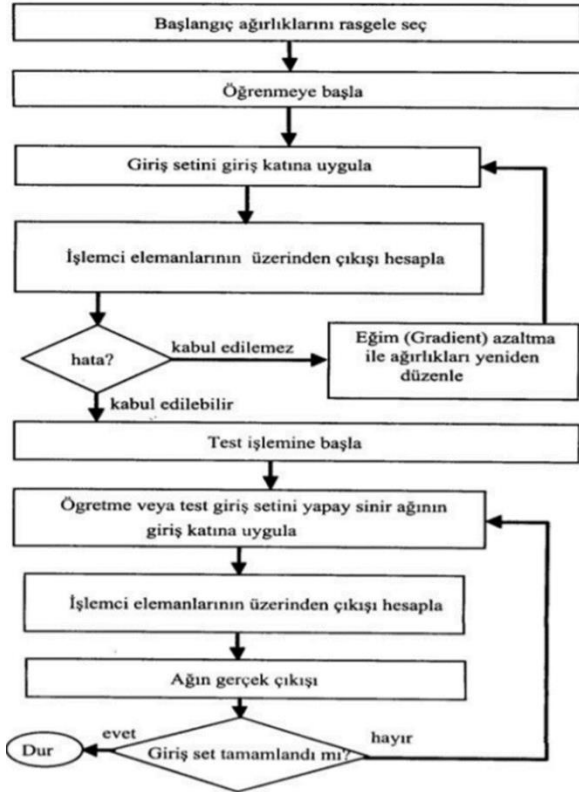 Başlangıç ağırlıklarını rasgele seç
Öğrenmeye başla
Giriş setini giriş katına uygula
İşlemci elemanlarının üzerinden çıkışı hesapla
hata?
kabul edilemez
Eğim (Gradient) azaltma
ile ağırlıkları yeniden
düzenle
kabul edilebilir
Test işlemine başla
Ögretme veya test giriş setini yapay sinir ağının
giriş katına uygula
İşlemci elemanlarının üzerinden çıkışı hesapla
Ağın gerçek çıkışı
evet
Dur
Giriş set tamamlandı mı?
hayır